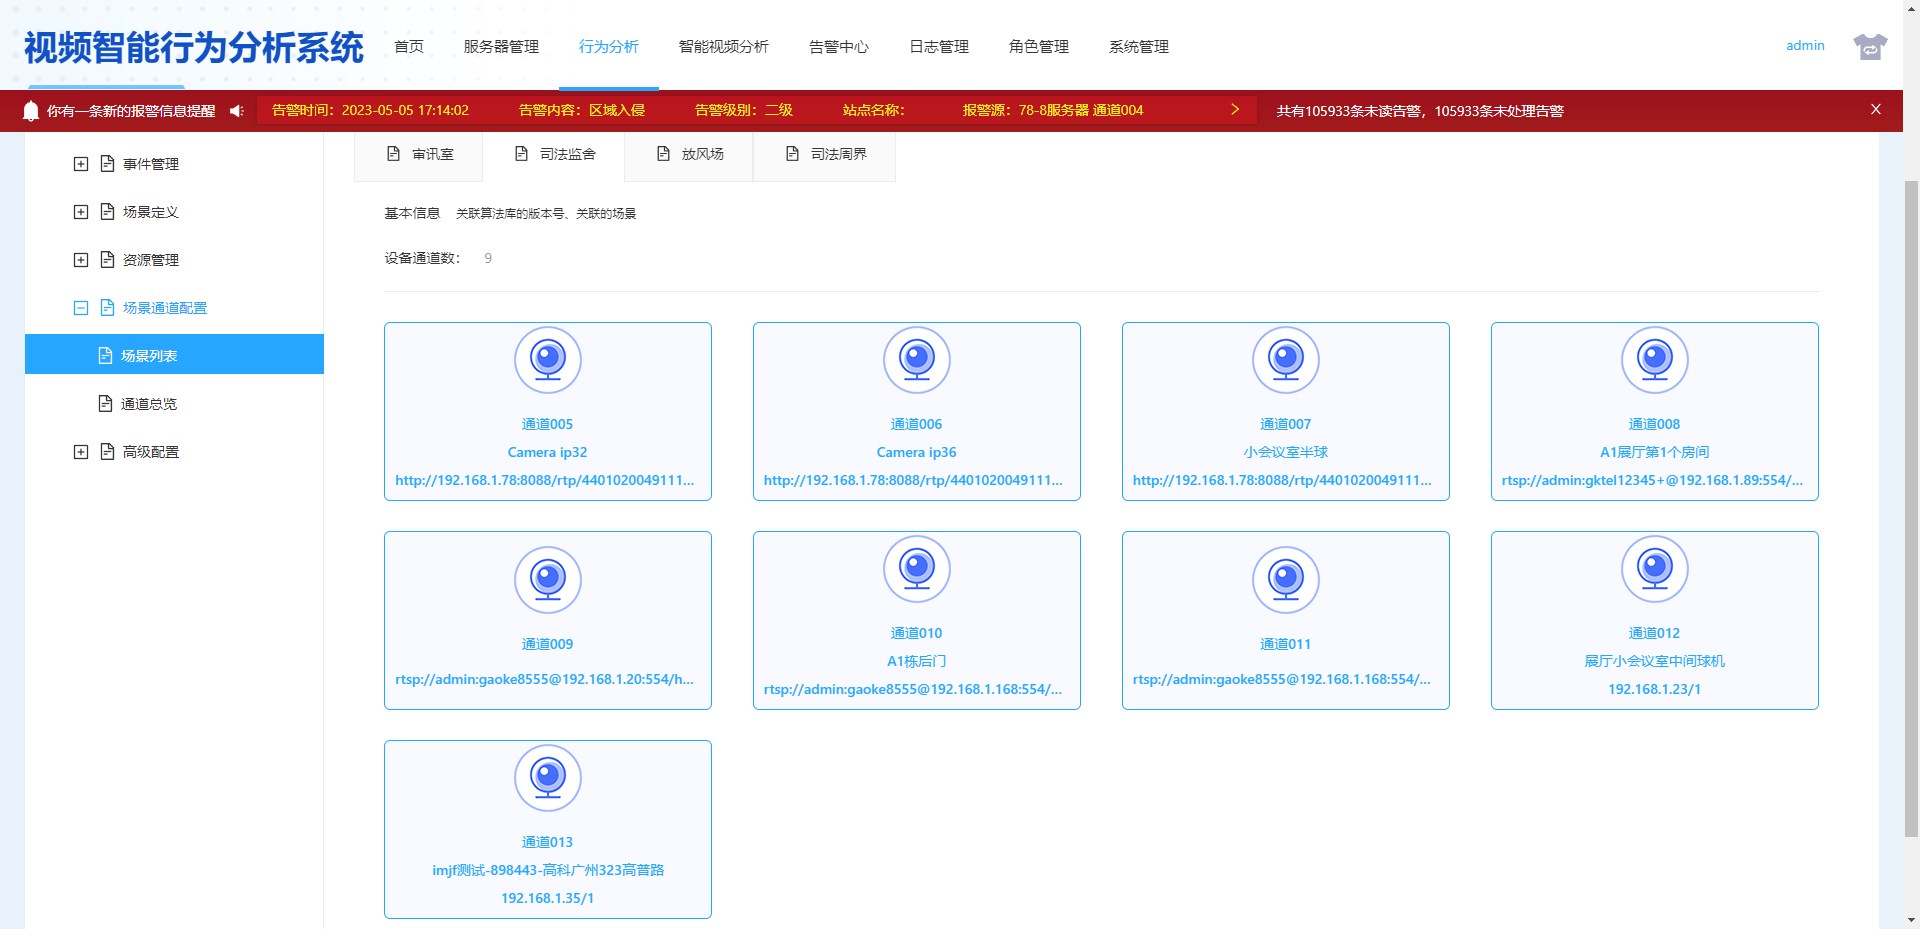 视频智能行为分析系统
首页 服务器管理 行为分析 智能视频分析 告警中心 日志管理 角色管理 系统管理
admin
你有一条新的报警信息提醒
告警时间：2023-05-05 17:14:02 告警内容：区域入侵 告警级别：二级 站点名称： 报警源：78-8服务器 通道004
共有105933条未读告警，105933条未处理告警
事件管理
场景定义
资源管理
场景通道配置
场景列表
通道总览
高级配置
审讯室 司法监舍 放风场 司法周界
基本信息 关联算法库的版本号、关联的场景
设备通道数： 9
通道005
Camera ip32
http://192.168.1.78:8088/rtp/4401020049111...
通道006
Camera ip36
http://192.168.1.78:8088/rtp/4401020049111...
通道007
小会议室半球
http://192.168.1.78:8088/rtp/4401020049111...
通道008
A1展厅第1个房间
rtsp://admin:gktel12345+@192.168.1.89:554/...
通道009
rtsp://admin:gaoke8555@192.168.1.20:554/h...
通道010
A1栋后门
rtsp://admin:gaoke8555@192.168.1.168:554/...
通道011
rtsp://admin:gaoke8555@192.168.1.168:554/...
通道012
展厅小会议室中间球机
192.168.1.23/1
通道013
imjf测试-898443-高科广州323高普路
192.168.1.35/1